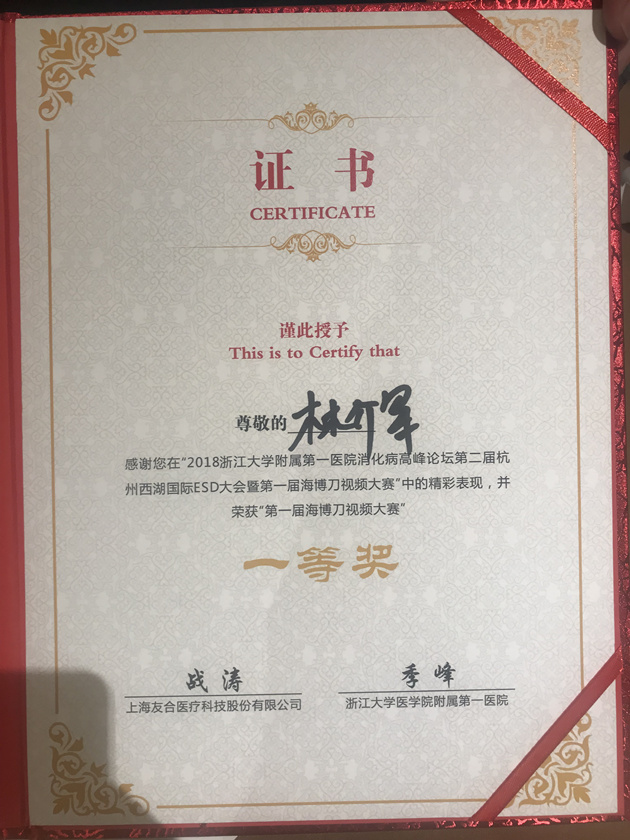 证 书
CERTIFICATE
谨此授予
This is to Certify that
尊敬的 林介军
感谢您在“2018浙江大学附属第一医院消化病高峰论坛第二届杭
州西湖国际ESD大会暨第一届海博刀视频大赛”中的精彩表现，并
荣获“第一届海博刀视频大赛”
一等奖
战 涛
上海友合医疗科技股份有限公司
季 峰
浙江大学医学院附属第一医院